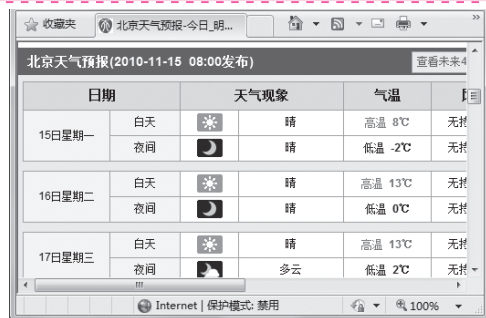 收藏夹 北京天气预报-今日_明...
北京天气预报(2010-11-15 08:00发布) 查看未来4
日期 天气现象 气温
15日星期一 白天 晴 高温 8℃ 无持
夜间 晴 低温 -2℃ 无持
16日星期二 白天 晴 高温 13℃ 无持
夜间 晴 低温 0℃ 无持
17日星期三 白天 晴 高温 13℃ 无持
夜间 多云 低温 2℃ 无持
Internet | 保护模式: 禁用 100%